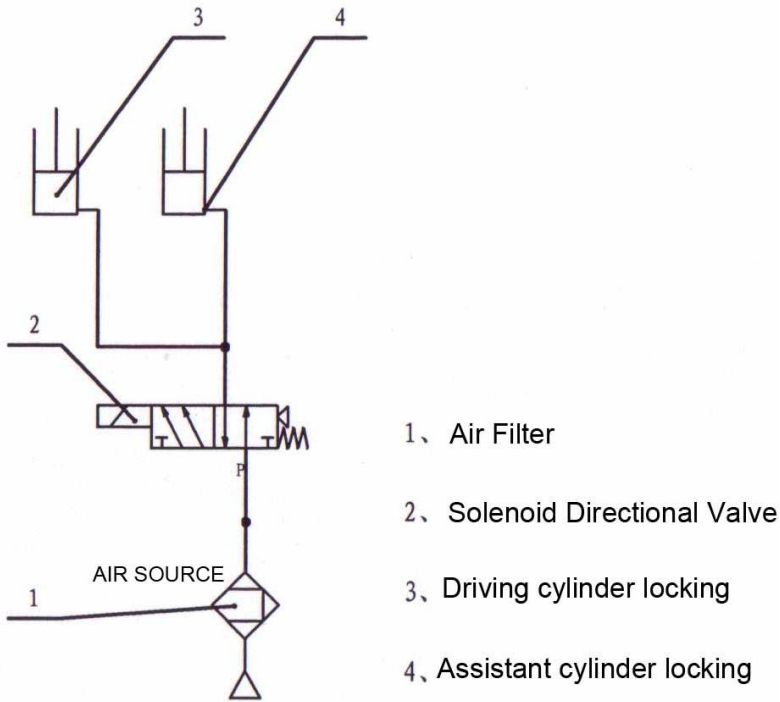 3
4
2
P
AIR SOURCE
1
1、 Air Filter
2、 Solenoid Directional Valve
3、 Driving cylinder locking
4、 Assistant cylinder locking